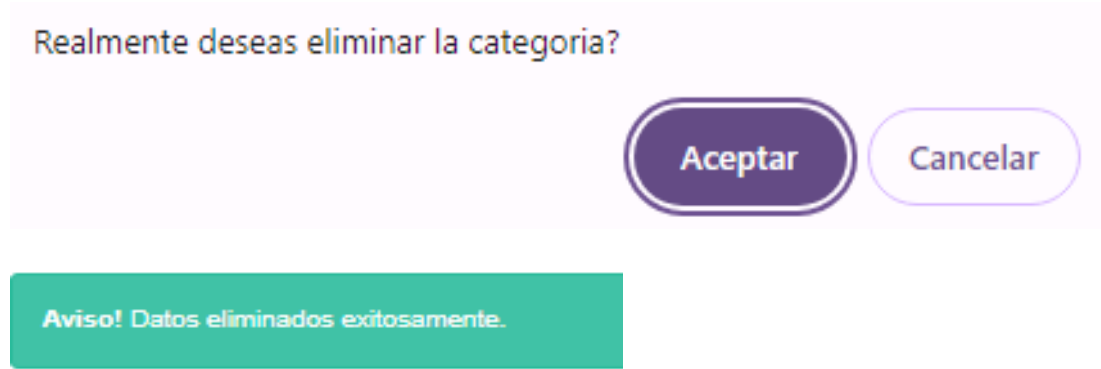 Realmente deseas eliminar la categoria?
Aceptar Cancelar
Aviso! Datos eliminados exitosamente.